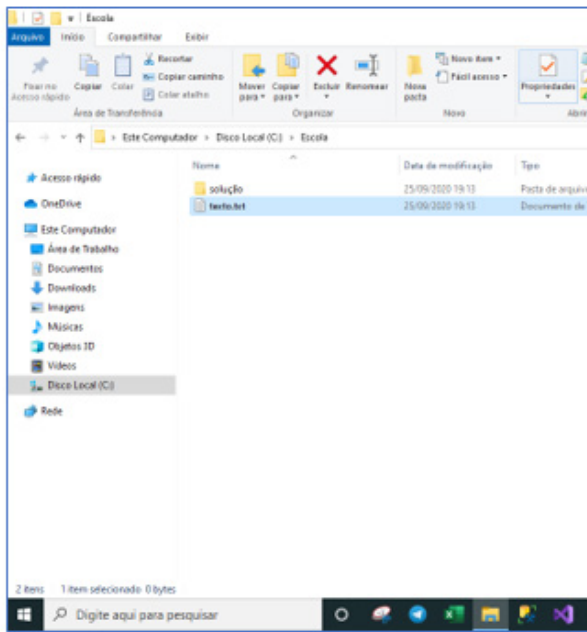 Escola
Arquivo Início Compartilhar Exibir
Fixar no Acesso rápido
Copiar
Colar
Recortar
Copiar caminho
Colar atalho
Área de Transferência
Mover para
Copiar para
Excluir
Renomear
Organizar
Nova pasta
Novo item
Fácil acesso
Novo
Propriedades
Abrir
Este Computador > Disco Local (C:) > Escola
Nome Data de modificação Tipo
solução 25/09/2020 19:13 Pasta de arquivo
texto.txt 25/09/2020 19:13 Documento de
Acesso rápido
OneDrive
Este Computador
Área de Trabalho
Documentos
Downloads
Imagens
Músicas
Objetos 3D
Vídeos
Disco Local (C:)
Rede
2 itens 1 item selecionado 0 bytes
Digite aqui para pesquisar